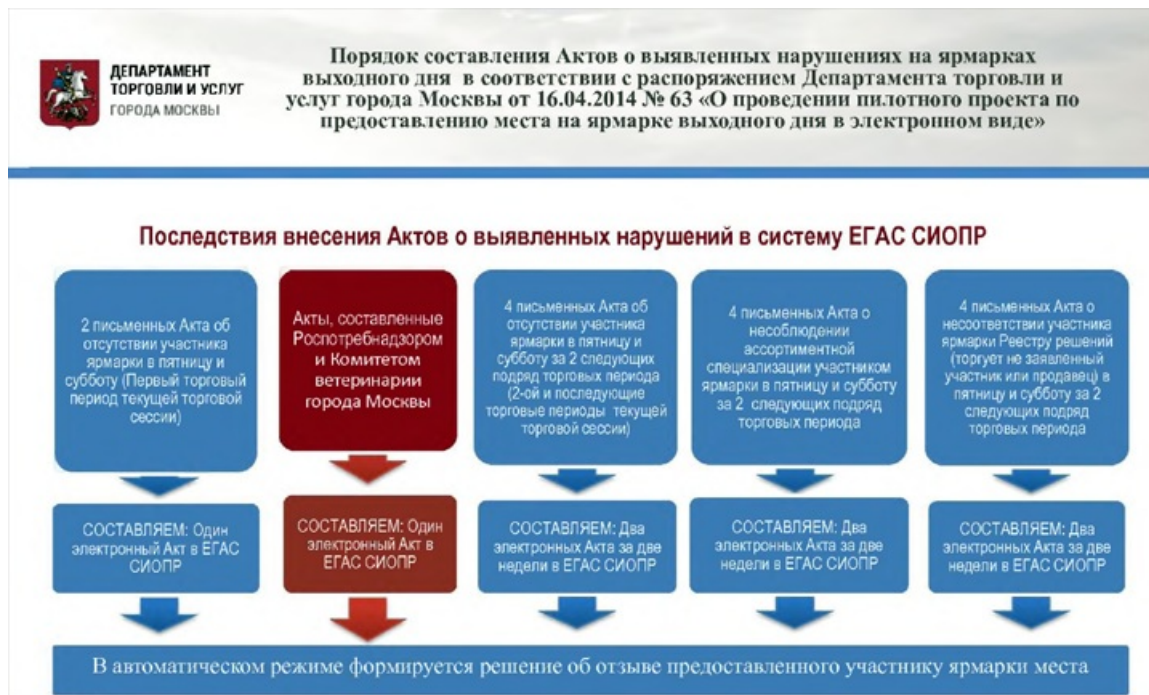 ДЕПАРТАМЕНТ
ТОРГОВЛИ И УСЛУГ
ГОРОДА МОСКВЫ
Порядок составления Актов о выявленных нарушениях на ярмарках
выходного дня в соответствии с распоряжением Департамента торговли и
услуг города Москвы от 16.04.2014 № 63 «О проведении пилотного проекта по
предоставлению места на ярмарке выходного дня в электронном виде»
Последствия внесения Актов о выявленных нарушений в систему ЕГАС СИОПР
2 письменных Акта об
отсутствии участника
ярмарки в пятницу и
субботу (Первый торговый
период текущей торговой
сессии)
Акты, составленные
Роспотребнадзором
и Комитетом
ветеринарии
города Москвы
4 письменных Акта об
отсутствии участника
ярмарки в пятницу и
субботу за 2 следующих
подряд торговых периода
(2-ой и последующие
торговые периоды текущей
торговой сессии)
4 письменных Акта о
несоблюдении
ассортиментной
специализации участником
ярмарки в пятницу и субботу
за 2 следующих подряд
торговых периода
4 письменных Акта о
несоответствии участника
ярмарки Реестру решений
(торгует не заявленный
участник или продавец) в
пятницу и субботу за 2
следующих подряд
торговых периода
СОСТАВЛЯЕМ: Один
электронный Акт в ЕГАС
СИОПР
СОСТАВЛЯЕМ: Один
электронный Акт в
ЕГАС СИОПР
СОСТАВЛЯЕМ: Два
электронных Акта за две
недели в ЕГАС СИОПР
СОСТАВЛЯЕМ: Два
электронных Акта за две
недели в ЕГАС СИОПР
СОСТАВЛЯЕМ: Два
электронных Акта за две
недели в ЕГАС СИОПР
В автоматическом режиме формируется решение об отзыве предоставленного участнику ярмарки места